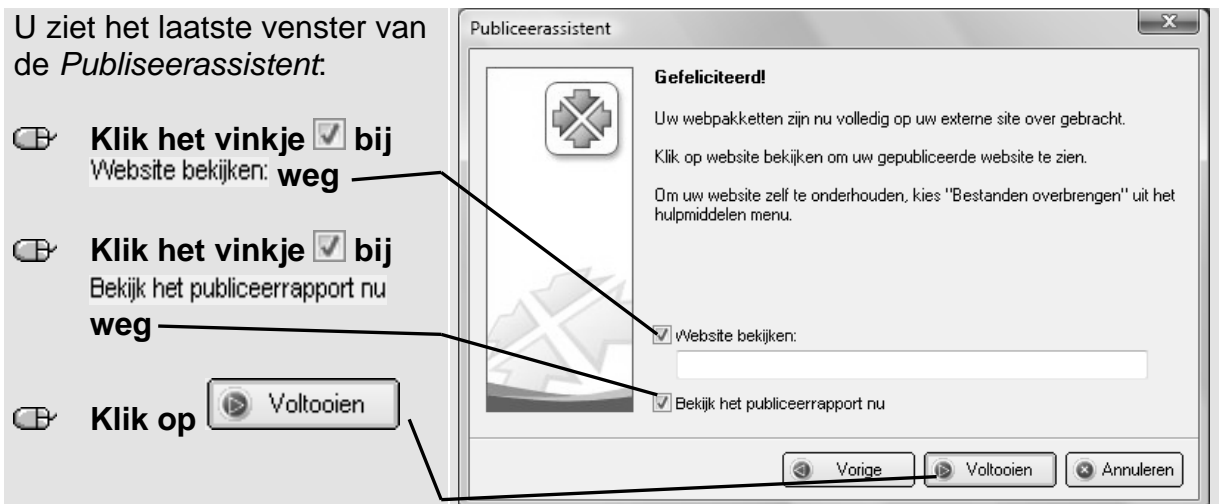 U ziet het laatste venster van
de Publiseerassistent:
Klik het vinkje bij
Website bekijken: weg
Klik het vinkje bij
Bekijk het publiceerrapport nu
weg
Klik op Voltooien
Publiceerassistent
Gefeliciteerd!
Uw webpakketten zijn nu volledig op uw externe site over gebracht.
Klik op website bekijken om uw gepubliceerde website te zien.
Om uw website zelf te onderhouden, kies "Bestanden overbrengen" uit het
hulpmiddelen menu.
Website bekijken:
Bekijk het publiceerrapport nu
Vorige Voltooien Annuleren